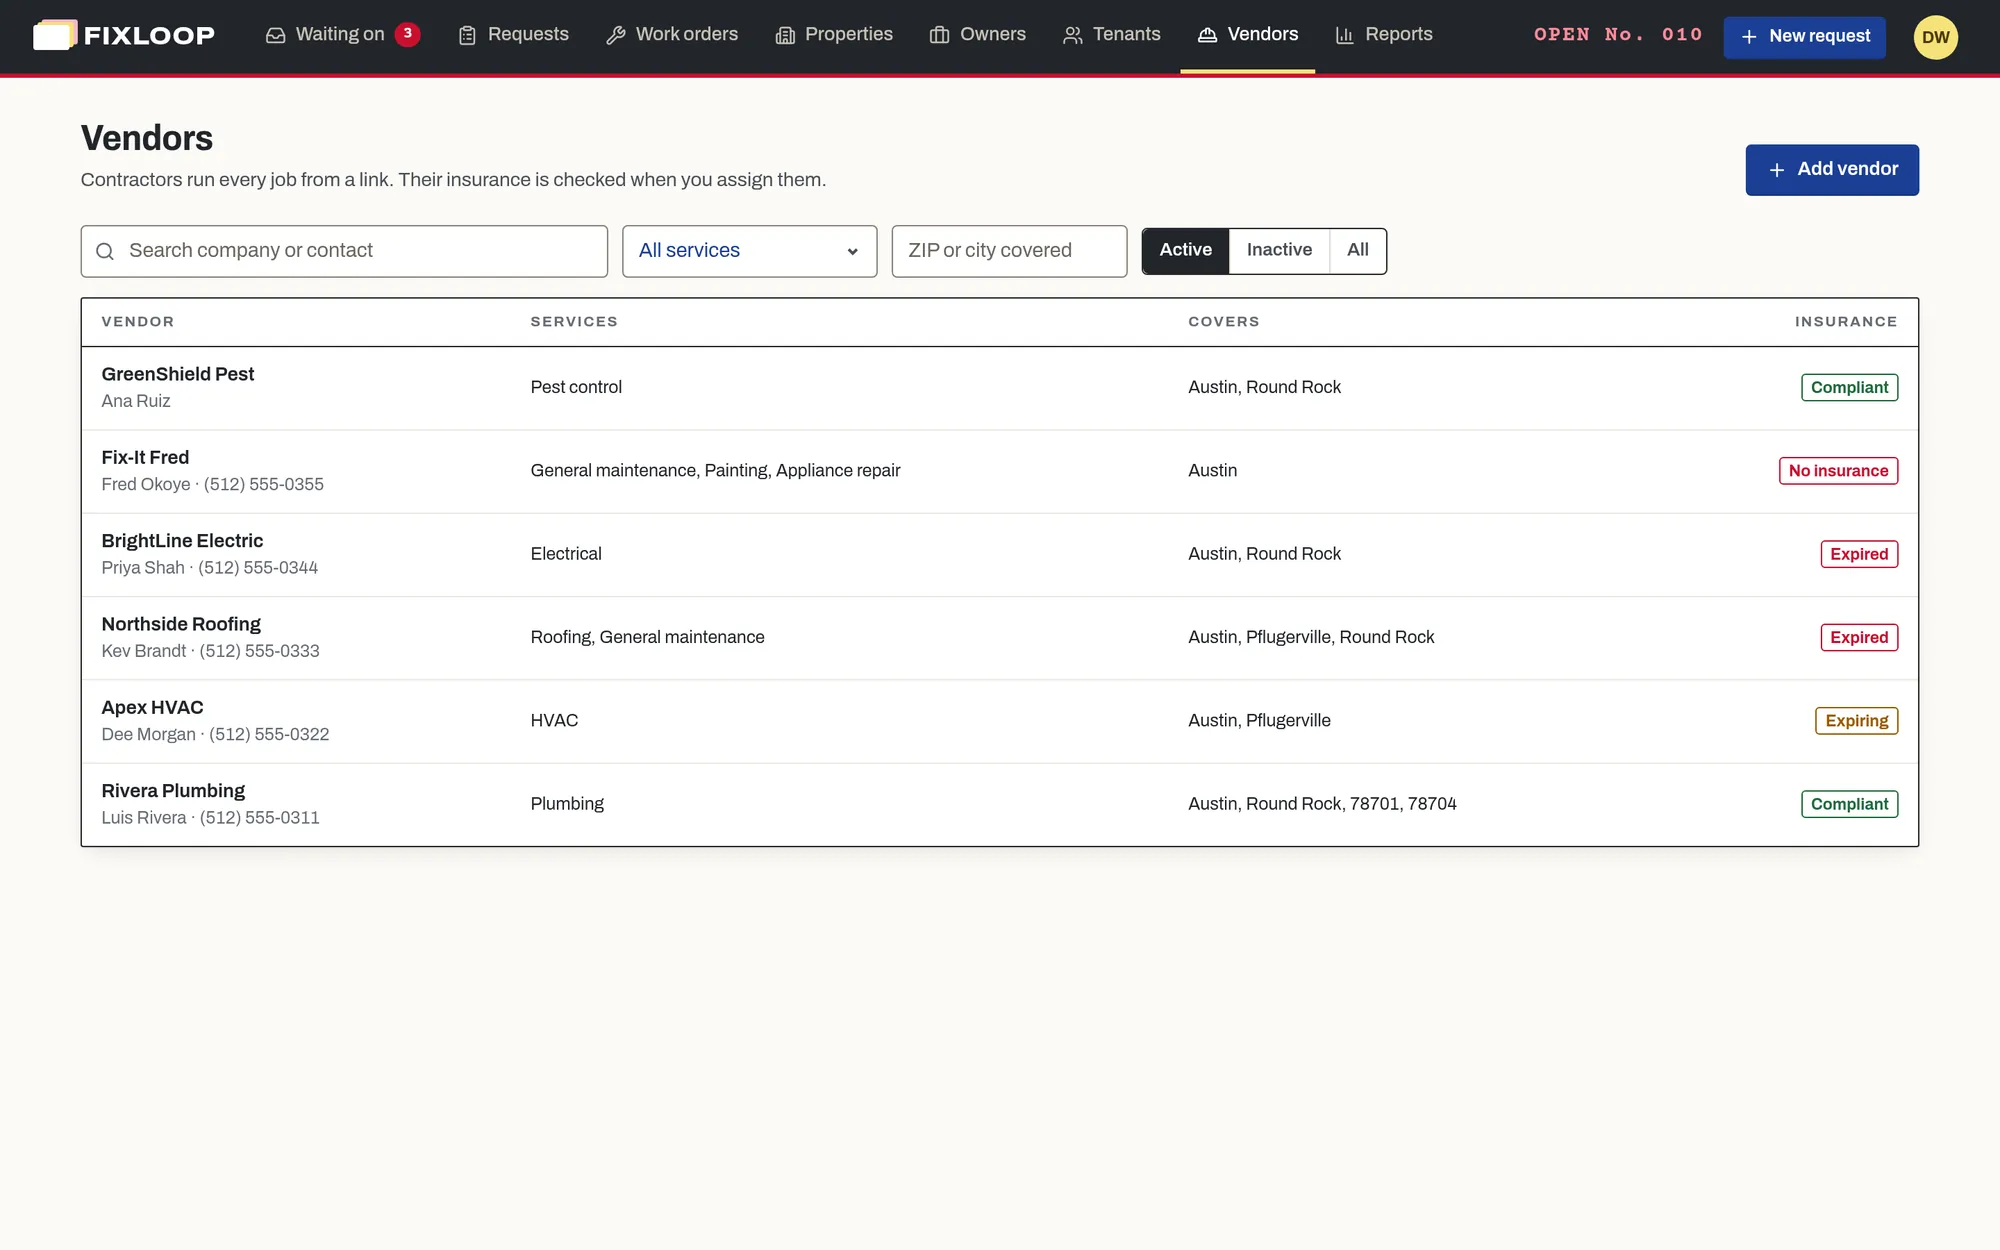 FIXLOOP
Waiting on 3
Requests
Work orders
Properties
Owners
Tenants
Vendors
Reports
OPEN No. 010
New request
DW
Vendors
Contractors run every job from a link. Their insurance is checked when you assign them.
Add vendor
Search company or contact
All services
ZIP or city covered
Active
Inactive
All
VENDOR SERVICES COVERS INSURANCE
GreenShield Pest
Ana Ruiz
Pest control
Austin, Round Rock
Compliant
Fix-It Fred
Fred Okoye · (512) 555-0355
General maintenance, Painting, Appliance repair
Austin
No insurance
BrightLine Electric
Priya Shah · (512) 555-0344
Electrical
Austin, Round Rock
Expired
Northside Roofing
Kev Brandt · (512) 555-0333
Roofing, General maintenance
Austin, Pflugerville, Round Rock
Expired
Apex HVAC
Dee Morgan · (512) 555-0322
HVAC
Austin, Pflugerville
Expiring
Rivera Plumbing
Luis Rivera · (512) 555-0311
Plumbing
Austin, Round Rock, 78701, 78704
Compliant